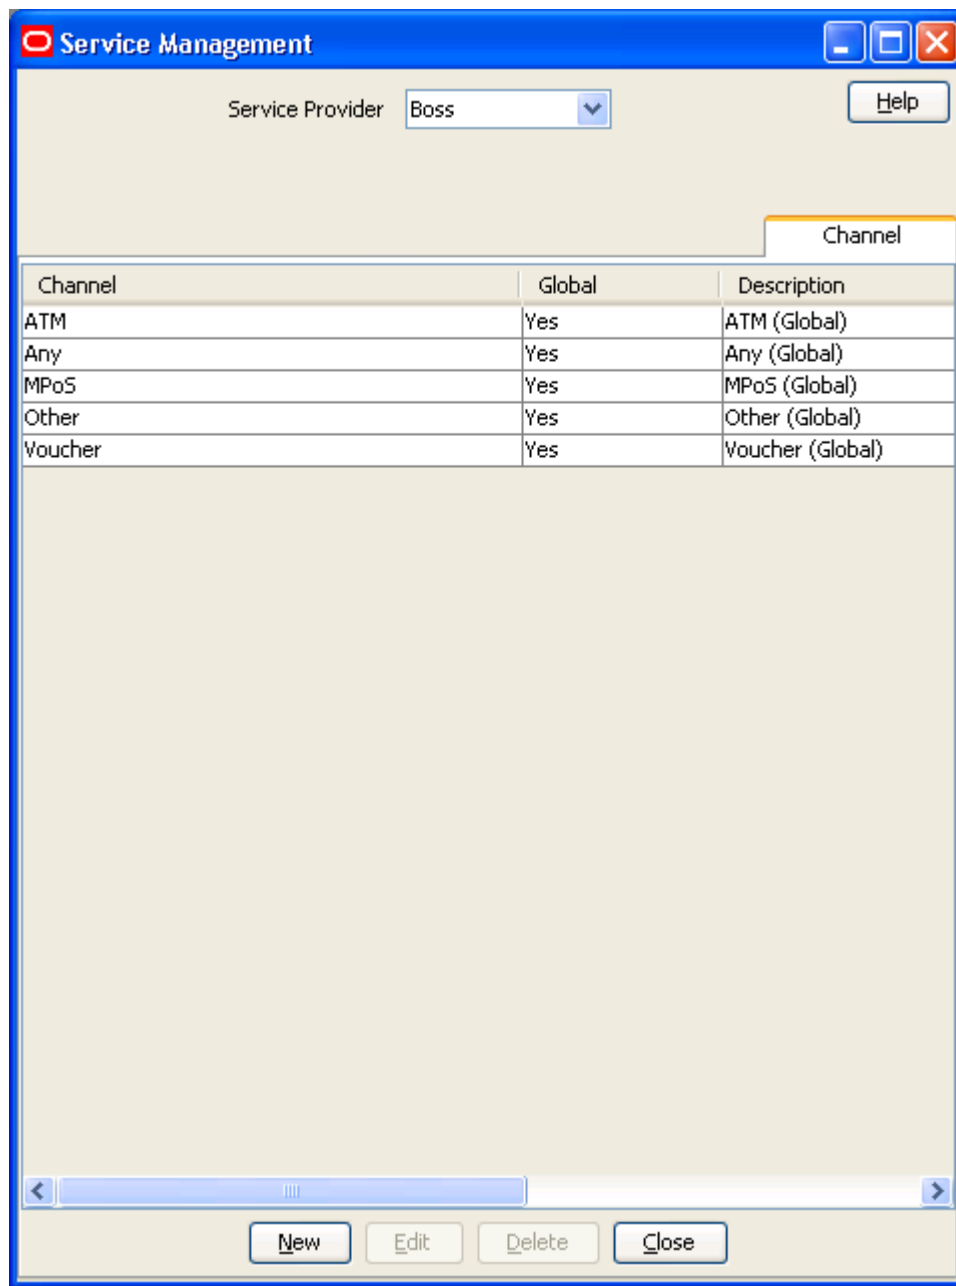 Service Management
Service Provider Boss Help
Channel
Channel Global Description
ATM Yes ATM (Global)
Any Yes Any (Global)
MPoS Yes MPoS (Global)
Other Yes Other (Global)
Voucher Yes Voucher (Global)
New Edit Delete Close